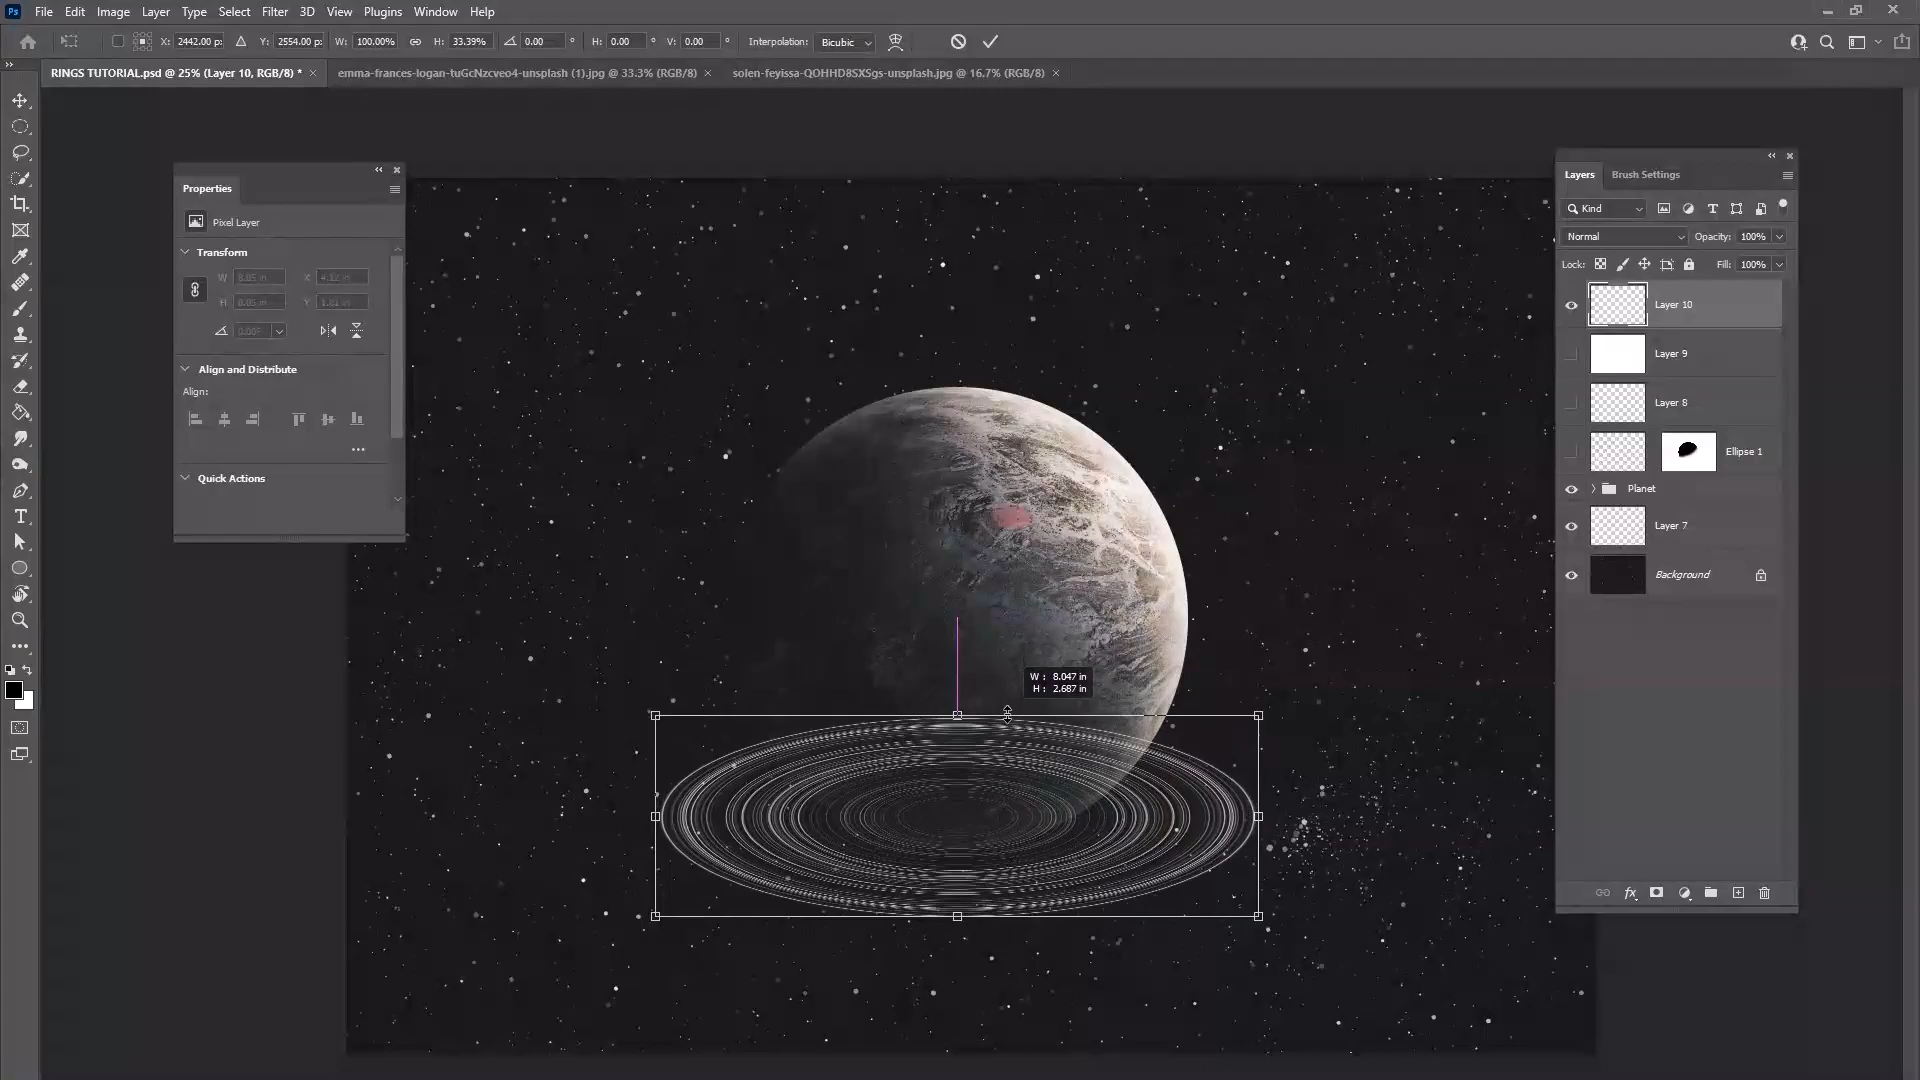 Ps File Edit Image Layer Type Select Filter 3D View Plugins Window Help
X: 2442.00 px Y: 2554.00 px W: 100.00% H: 33.39% 0.00 ° H: 0.00 ° V: 0.00 ° Interpolation: Bicubic
RINGS TUTORIAL.psd @ 25% (Layer 10, RGB/8) * × emma-frances-logan-tuGcNzcveo4-unsplash (1).jpg @ 33.3% (RGB/8) × solen-feyissa-QOHHD8SXSgs-unsplash.jpg @ 16.7% (RGB/8) ×
Properties
Pixel Layer
Transform
W 8.05 in X 4.12 in
H 8.05 in Y 1.81 in
0.00°
Align and Distribute
Align:
Quick Actions
W : 8.047 in
H : 2.687 in
Layers Brush Settings
Kind
Normal Opacity: 100%
Lock: Fill: 100%
Layer 10
Layer 9
Layer 8
Ellipse 1
Planet
Layer 7
Background
fx